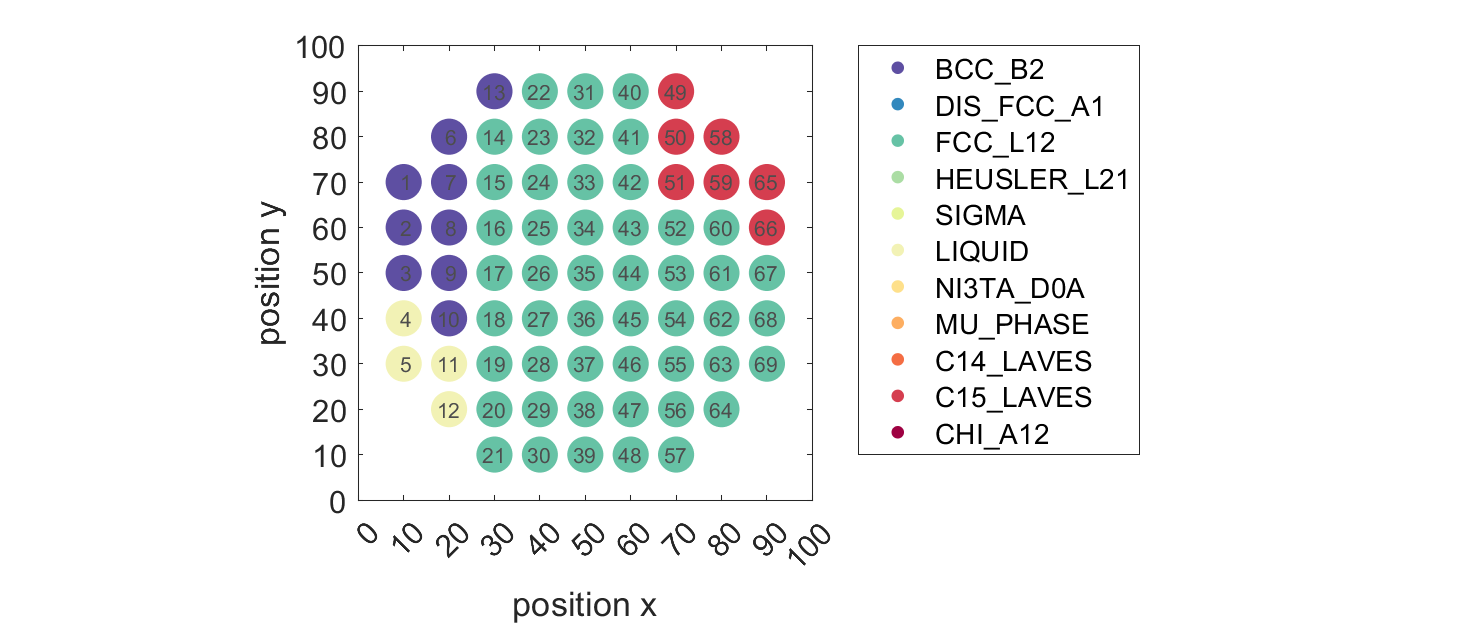 100
90 13 22 31 40 49
80 6 14 23 32 41 50 58
70 1 7 15 24 33 42 51 59 65
60 2 8 16 25 34 43 52 60 66
50 3 9 17 26 35 44 53 61 67
40 4 10 18 27 36 45 54 62 68
30 5 11 19 28 37 46 55 63 69
20 12 20 29 38 47 56 64
10 21 30 39 48 57
0
position y
0 10 20 30 40 50 60 70 80 90 100
position x
BCC_B2
DIS_FCC_A1
FCC_L12
HEUSLER_L21
SIGMA
LIQUID
NI3TA_D0A
MU_PHASE
C14_LAVES
C15_LAVES
CHI_A12